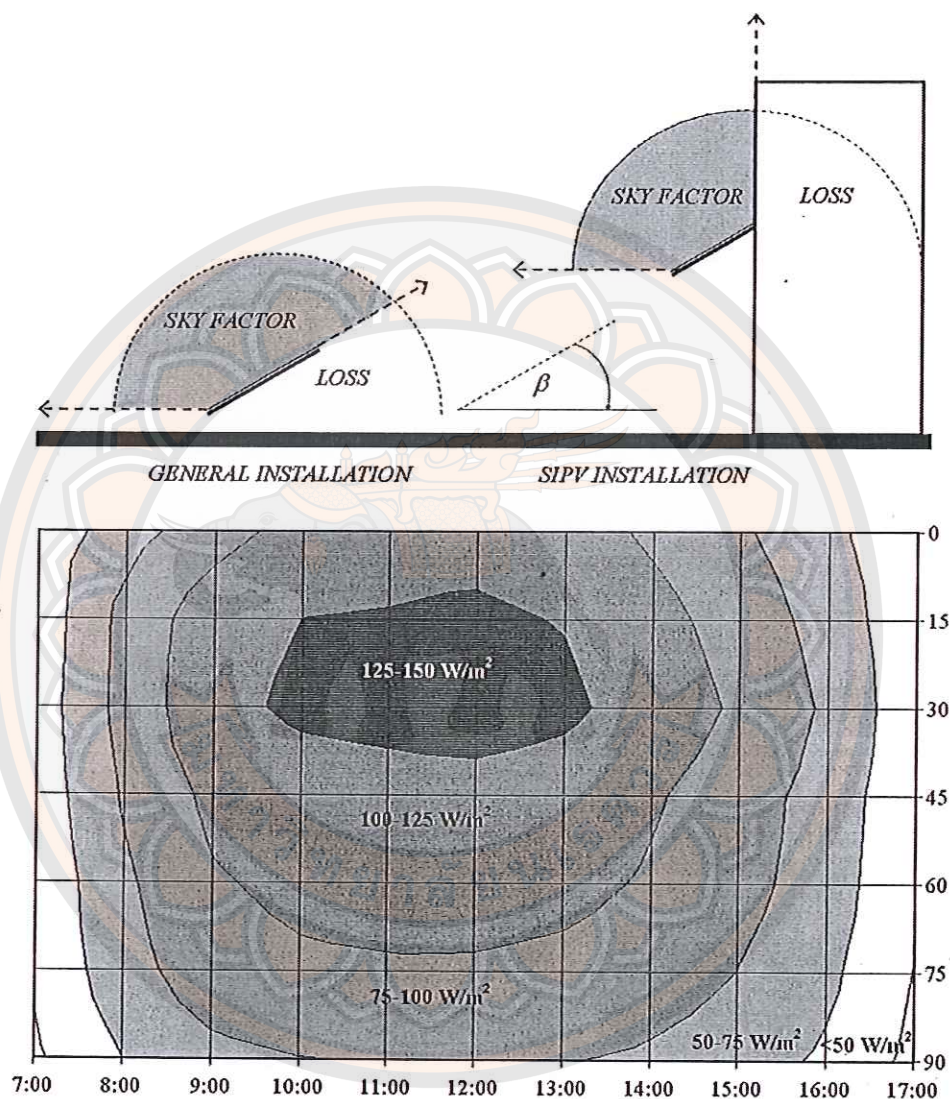 SKY FACTOR
LOSS
SKY FACTOR
LOSS
β
GENERAL INSTALLATION
SIPV INSTALLATION
0
15
125-150 W/m²
30
45
100-125 W/m²
60
75
75-100 W/m²
50-75 W/m²
<50 W/m²
90
7:00 8:00 9:00 10:00 11:00 12:00 13:00 14:00 15:00 16:00 17:00